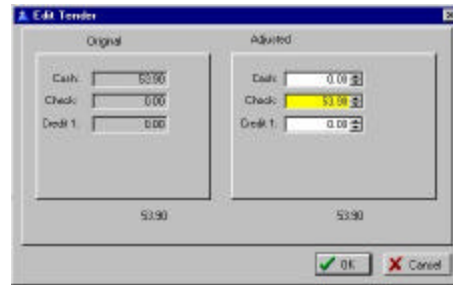 Edit Tender
Original Adjusted
Cash: 53.90 Cash: 0.00
Check: 0.00 Check: 53.90
Credit 1: 0.00 Credit 1: 0.00
53.90 53.90
OK Cancel